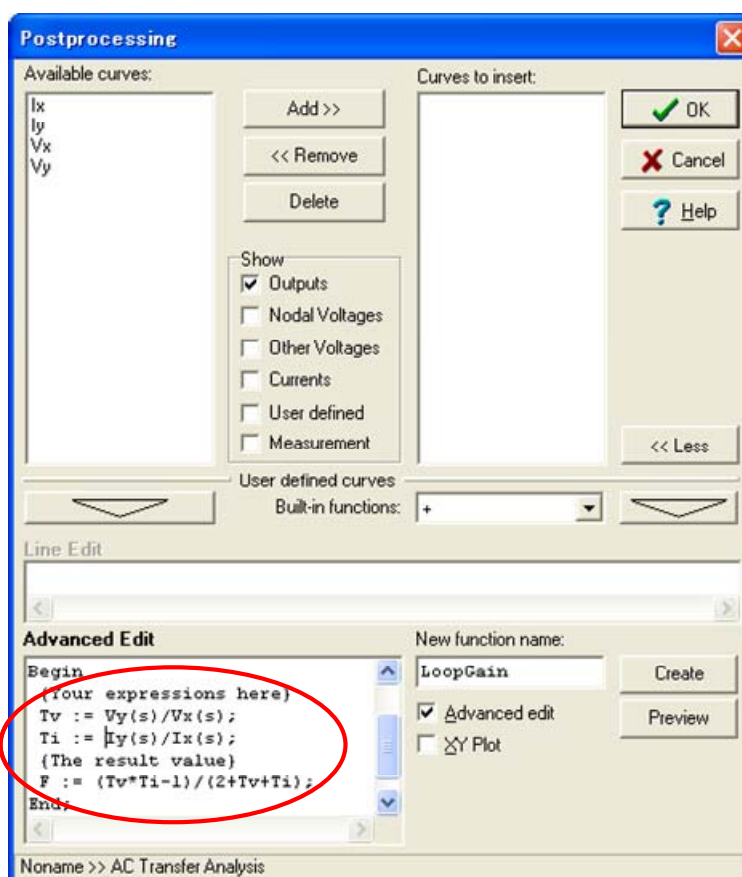 Postprocessing
Available curves:
Ix
Iy
Vx
Vy
Add >>
<< Remove
Delete
Show
Outputs
Nodal Voltages
Other Voltages
Currents
User defined
Measurement
Curves to insert:
OK
Cancel
? Help
<< Less
User defined curves
Built-in functions:
+
Line Edit
Advanced Edit
Begin
{Your expressions here}
Tv := Vy(s)/Vx(s);
Ti := Iy(s)/Ix(s);
{The result value}
F := (Tv*Ti-1)/(2+Tv+Ti);
End;
New function name:
LoopGain
Advanced edit
XY Plot
Create
Preview
Noname >> AC Transfer Analysis